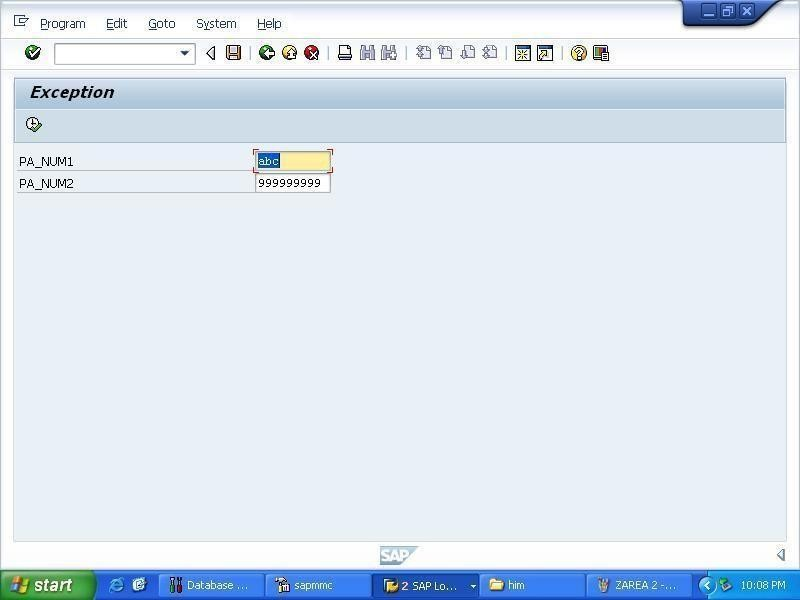 Program Edit Goto System Help
Exception
PA_NUM1 abc
PA_NUM2 999999999
SAP
start Database ... sapmmc 2 SAP Lo... him ZAREA 2 -... 10:08 PM